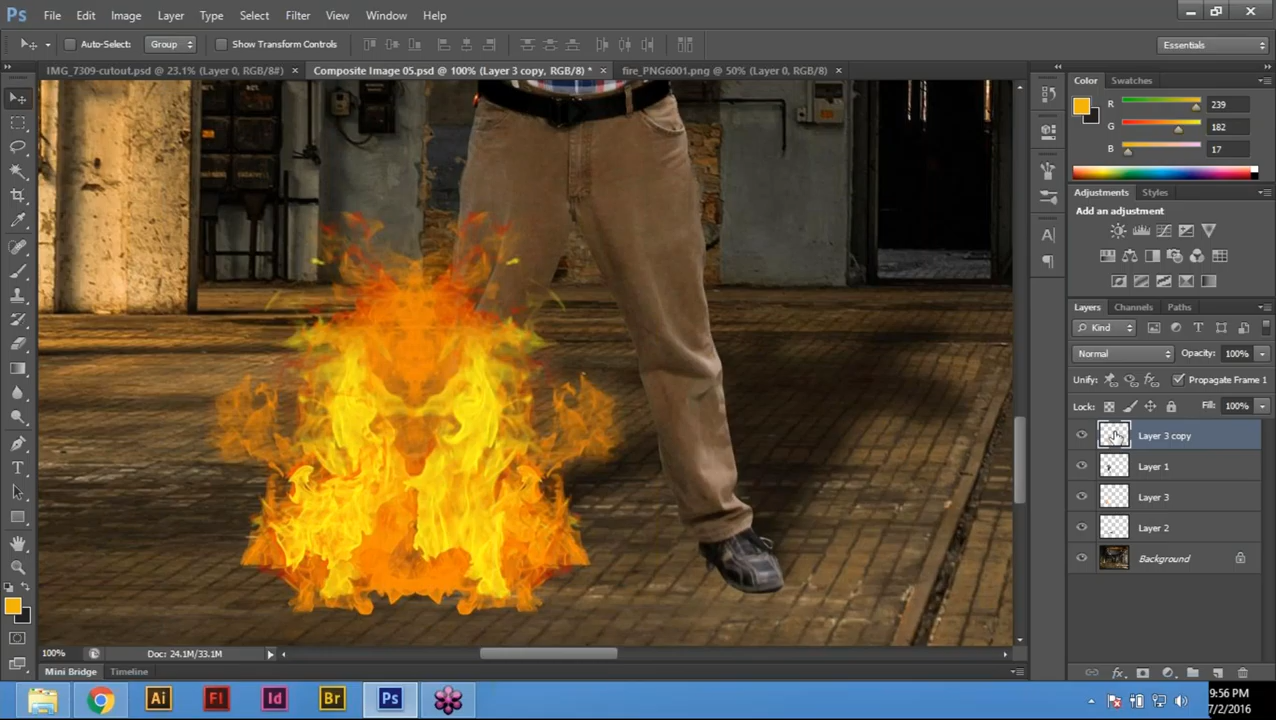 Ps File Edit Image Layer Type Select Filter View Window Help
Auto-Select: Group Show Transform Controls Essentials
IMG_7309-cutout.psd @ 23.1% (Layer 0, RGB/8#) × Composite Image 05.psd @ 100% (Layer 3 copy, RGB/8) * × fire_PNG6001.png @ 50% (Layer 0, RGB/8) ×
Color Swatches
R 239
G 182
B 17
Adjustments Styles
Add an adjustment
Layers Channels Paths
Kind
Normal Opacity: 100%
Unify: Propagate Frame 1
Lock: Fill: 100%
Layer 3 copy
Layer 1
Layer 3
Layer 2
Background
100% Doc: 24.1M/33.1M
Mini Bridge Timeline
Ai Fl Id Br Ps
9:56 PM
7/2/2016